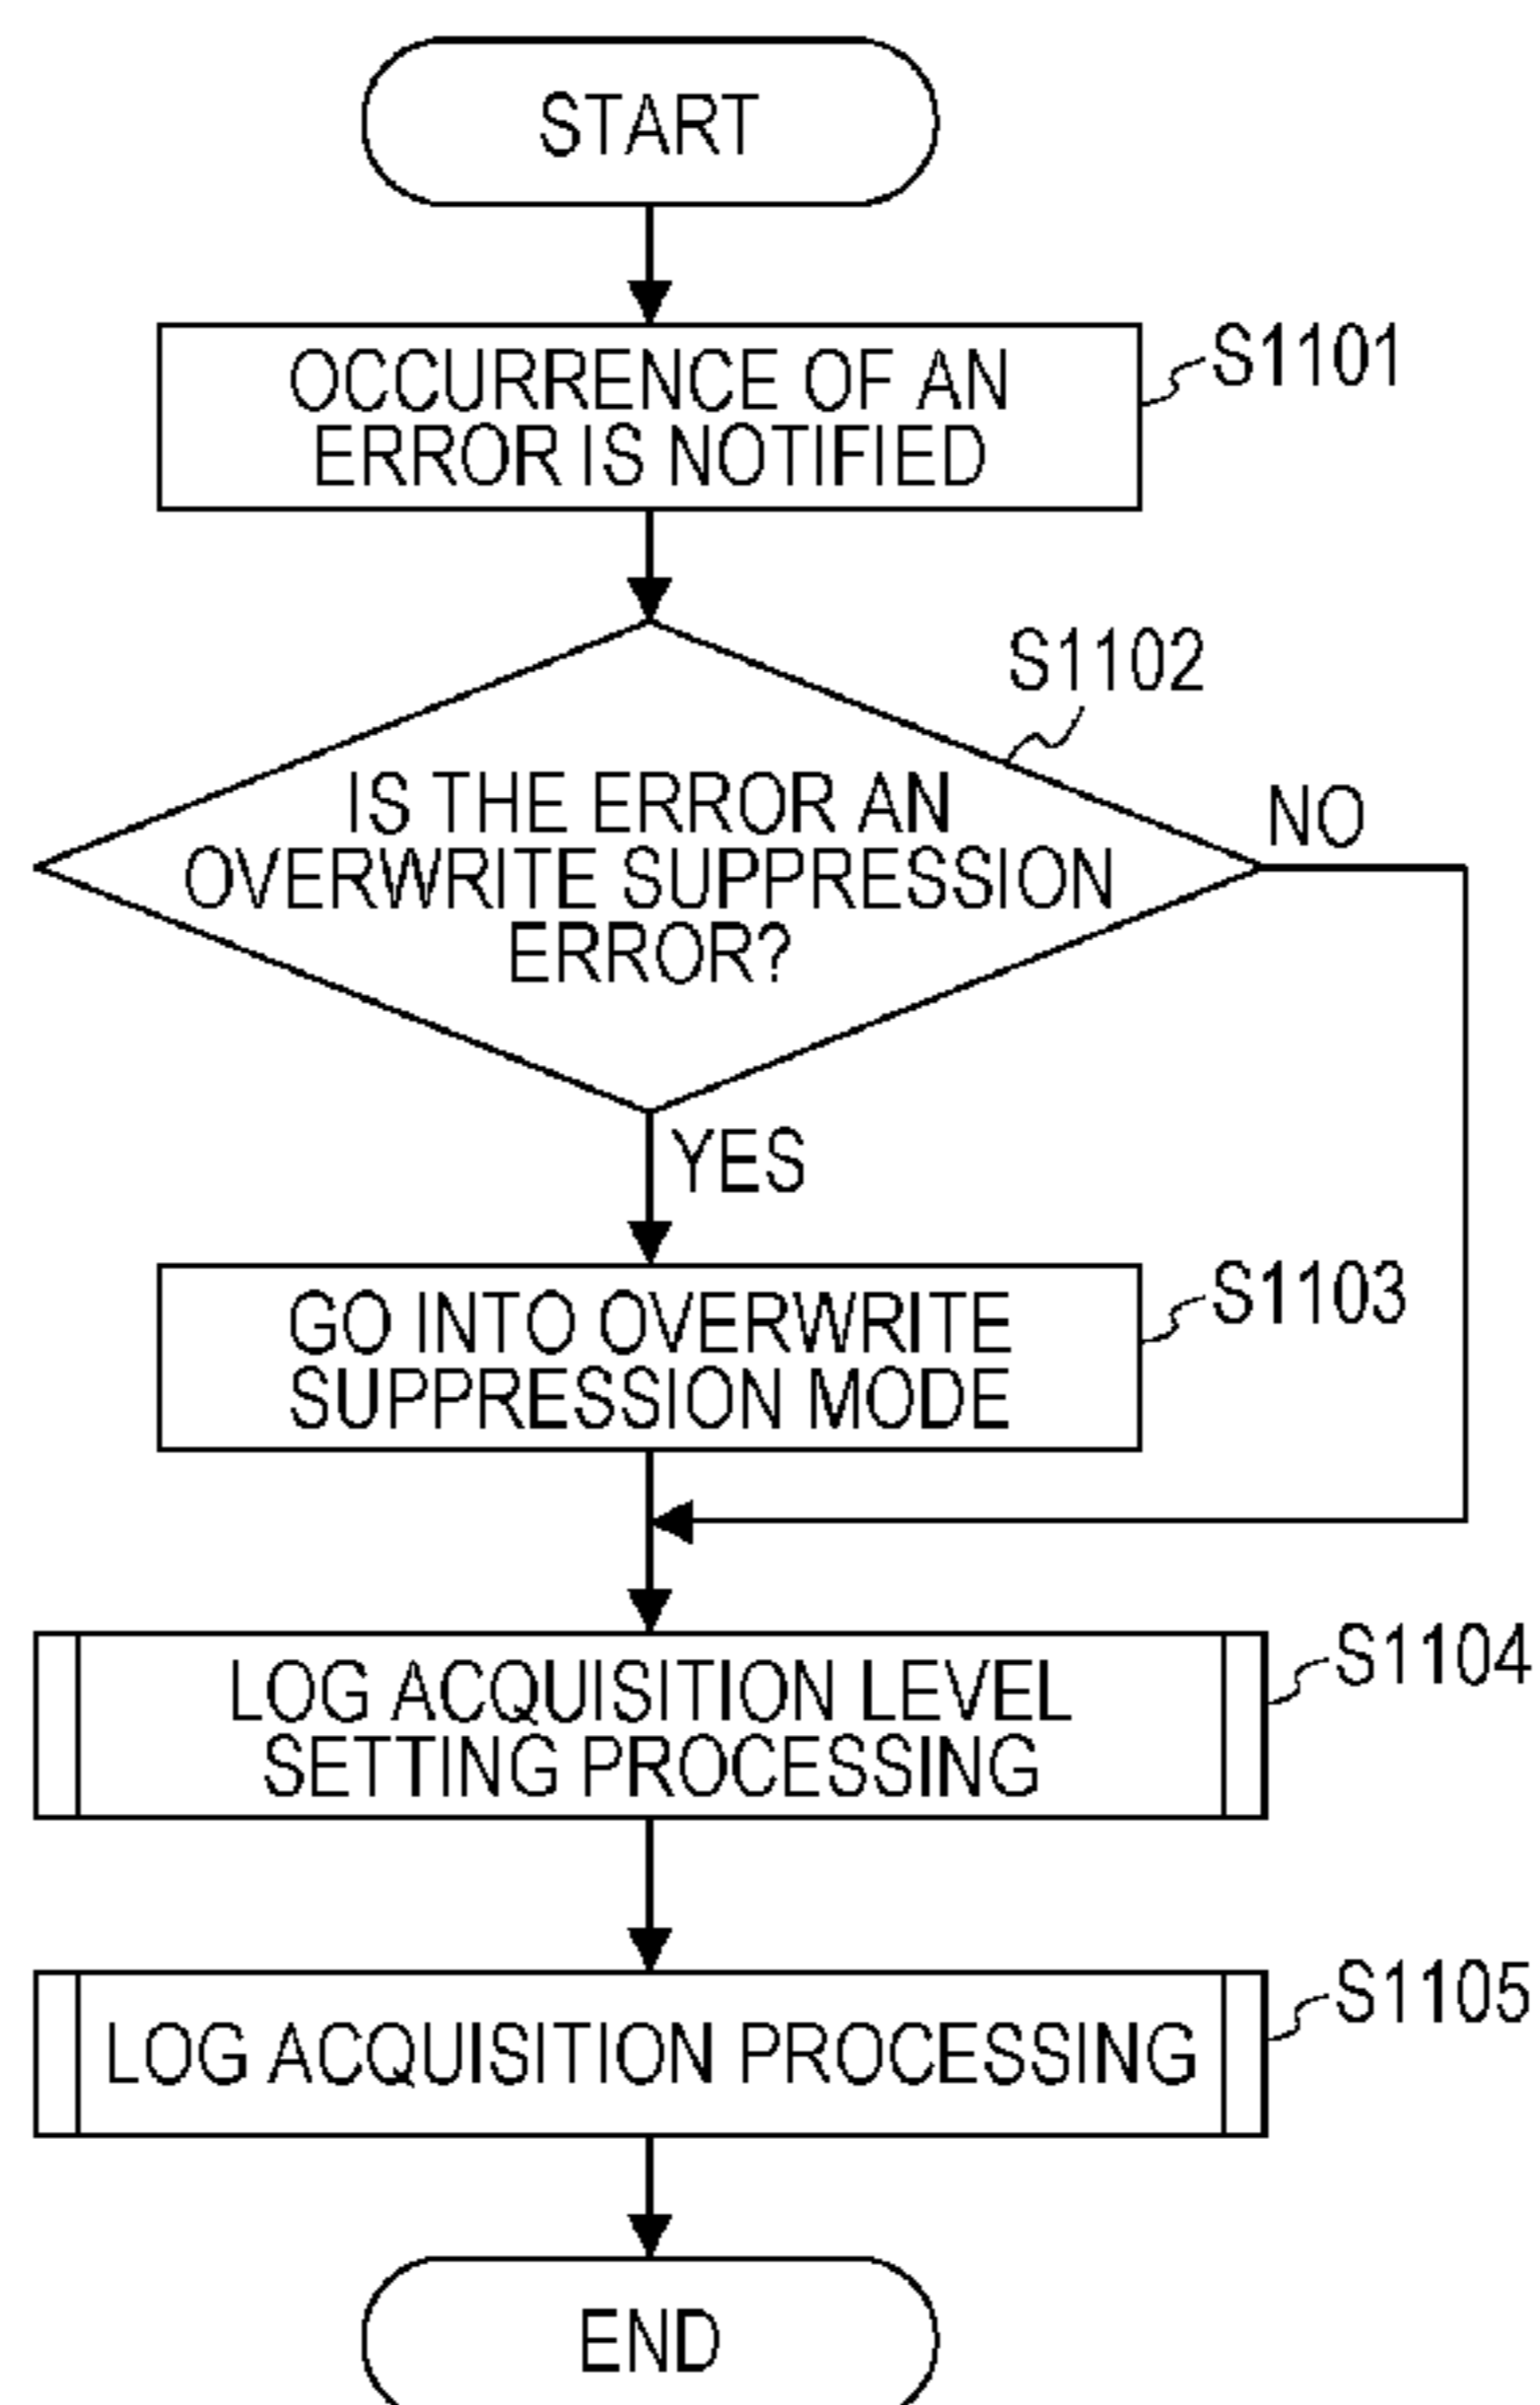 START
OCCURRENCE OF AN
ERROR IS NOTIFIED
S1101
S1102
IS THE ERROR AN
OVERWRITE SUPPRESSION
ERROR?
NO
YES
GO INTO OVERWRITE
SUPPRESSION MODE
S1103
LOG ACQUISITION LEVEL
SETTING PROCESSING
S1104
LOG ACQUISITION PROCESSING
S1105
END